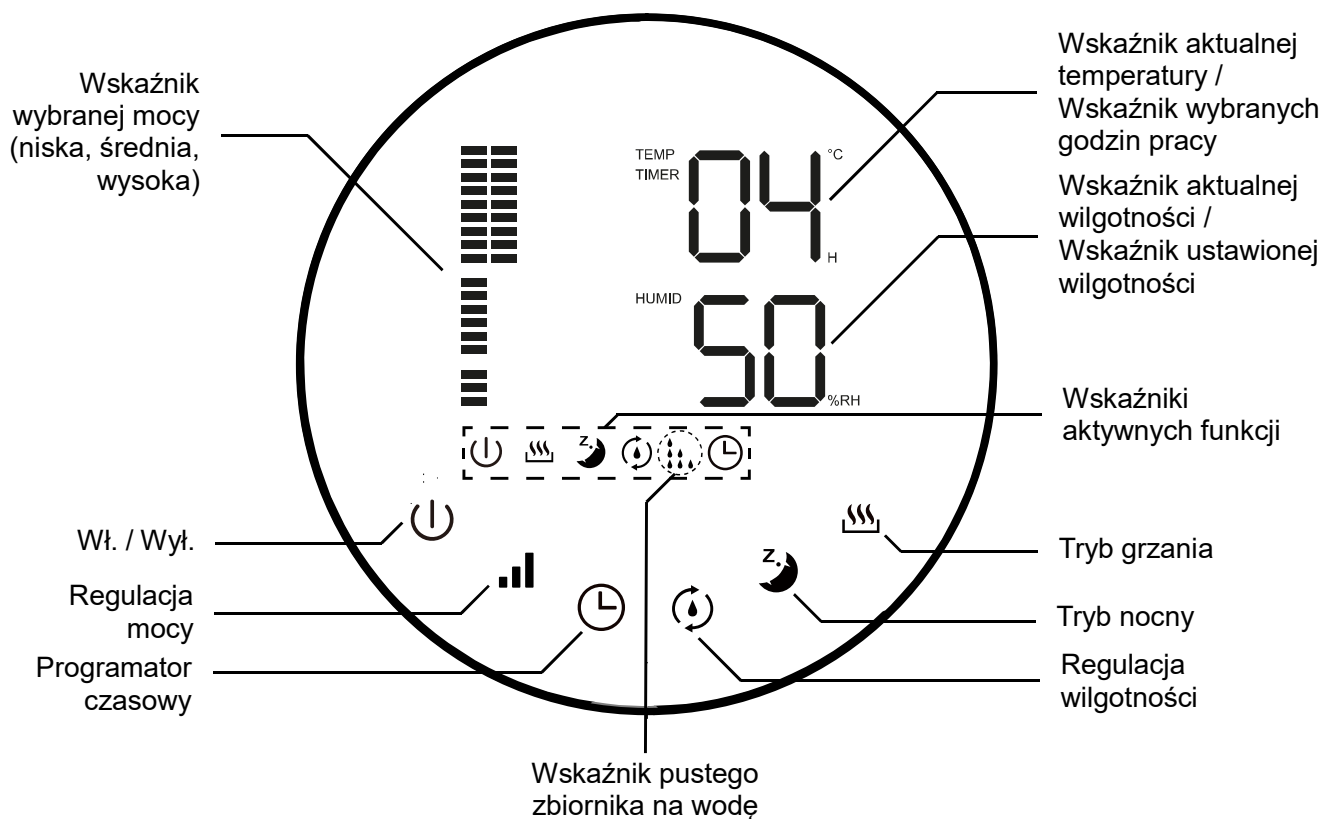 Wskaźnik
wybranej mocy
(niska, średnia,
wysoka)
Wskaźnik aktualnej
temperatury /
Wskaźnik wybranych
godzin pracy
Wskaźnik aktualnej
wilgotności /
Wskaźnik ustawionej
wilgotności
TEMP
TIMER
04
°C
H
HUMID
50
%RH
Wskaźniki
aktywnych funkcji
Z
Wł. / Wył.
Regulacja
mocy
Programator
czasowy
Z
Tryb grzania
Tryb nocny
Regulacja
wilgotności
Wskaźnik pustego
zbiornika na wodę